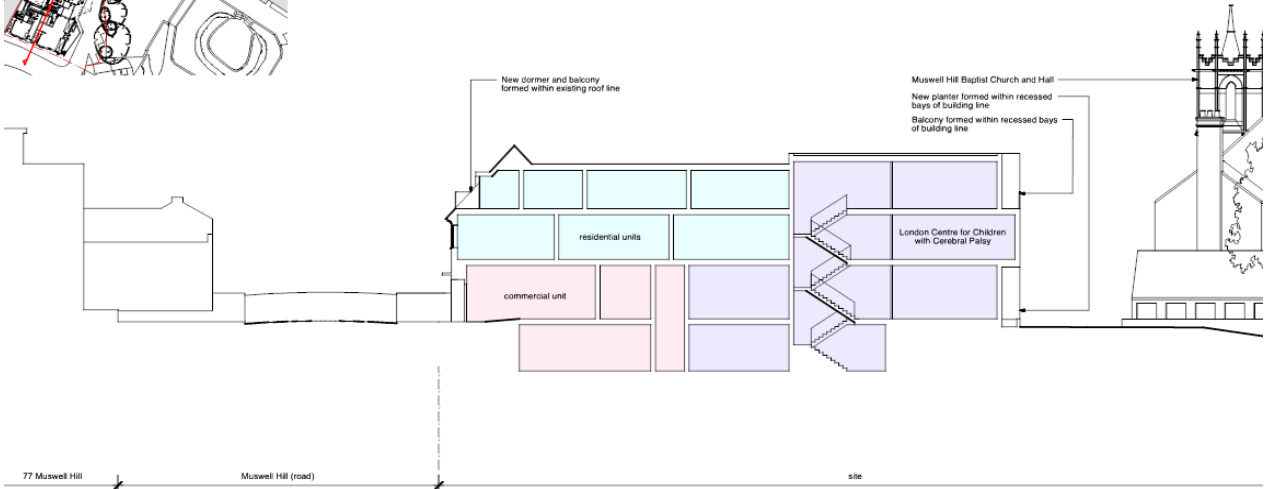 New dormer and balcony
formed within existing roof line
Muswell Hill Baptist Church and Hall
New planter formed within recessed
bays of building line
Balcony formed within recessed bays
of building line
residential units
London Centre for Children
with Cerebral Palsy
commercial unit
77 Muswell Hill
Muswell Hill (road)
site